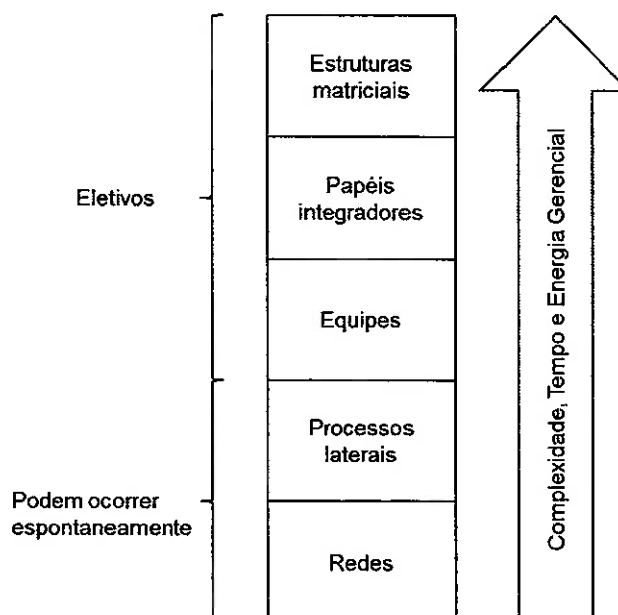 Estruturas
matriciais
Eletivos
Papéis
integradores
Equipes
Processos
laterais
Podem ocorrer
espontaneamente
Redes
Complexidade, Tempo e Energia Gerencial